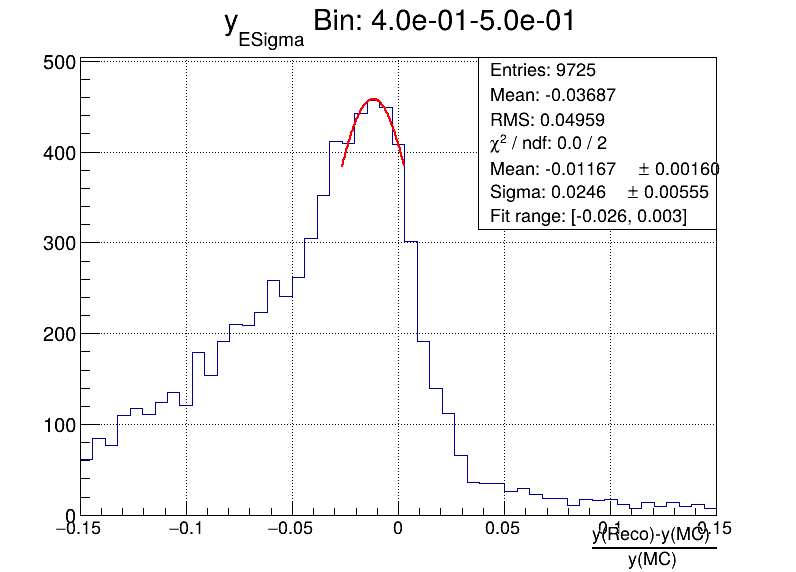 y_ESigma Bin: 4.0e-01-5.0e-01
Entries: 9725
Mean: -0.03687
RMS: 0.04959
χ² / ndf: 0.0 / 2
Mean: -0.01167 ± 0.00160
Sigma: 0.0246 ± 0.00555
Fit range: [-0.026, 0.003]
500
400
300
200
100
0
−0.15 −0.1 −0.05 0 0.05 0.1 0.15
y(Reco)-y(MC)
y(MC)